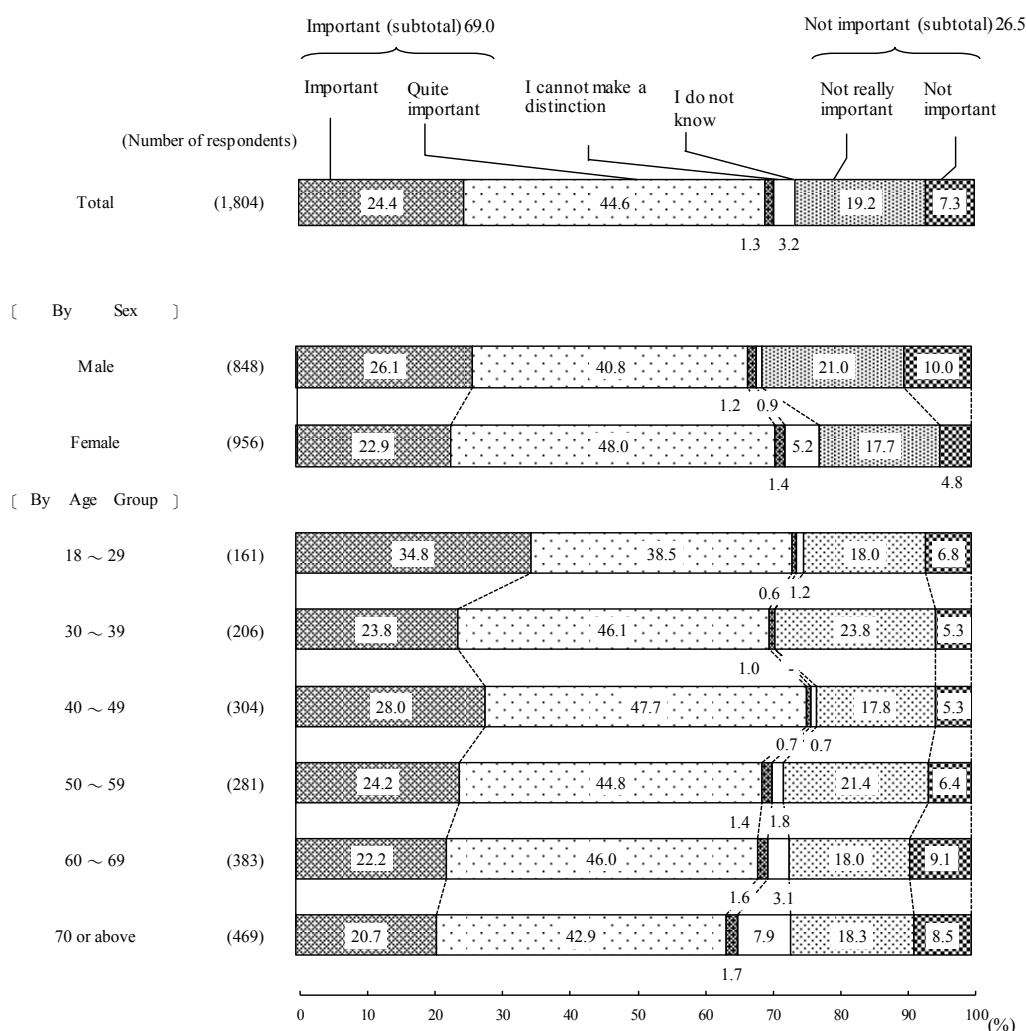 Important (subtotal) 69.0
Not important (subtotal) 26.5
Important
Quite
important
I cannot make a
distinction
I do not
know
Not really
important
Not
important
(Number of respondents)
Total (1,804) 24.4 44.6 19.2 7.3
1.3 3.2
〔 By Sex 〕
Male (848) 26.1 40.8 21.0 10.0
1.2 0.9
Female (956) 22.9 48.0 5.2 17.7
1.4 4.8
〔 By Age Group 〕
18 ~ 29 (161) 34.8 38.5 18.0 6.8
0.6 1.2
30 ~ 39 (206) 23.8 46.1 23.8 5.3
1.0 -
40 ~ 49 (304) 28.0 47.7 17.8 5.3
0.7 0.7
50 ~ 59 (281) 24.2 44.8 21.4 6.4
1.4 1.8
60 ~ 69 (383) 22.2 46.0 18.0 9.1
1.6 3.1
70 or above (469) 20.7 42.9 7.9 18.3 8.5
1.7
0 10 20 30 40 50 60 70 80 90 100 (%)